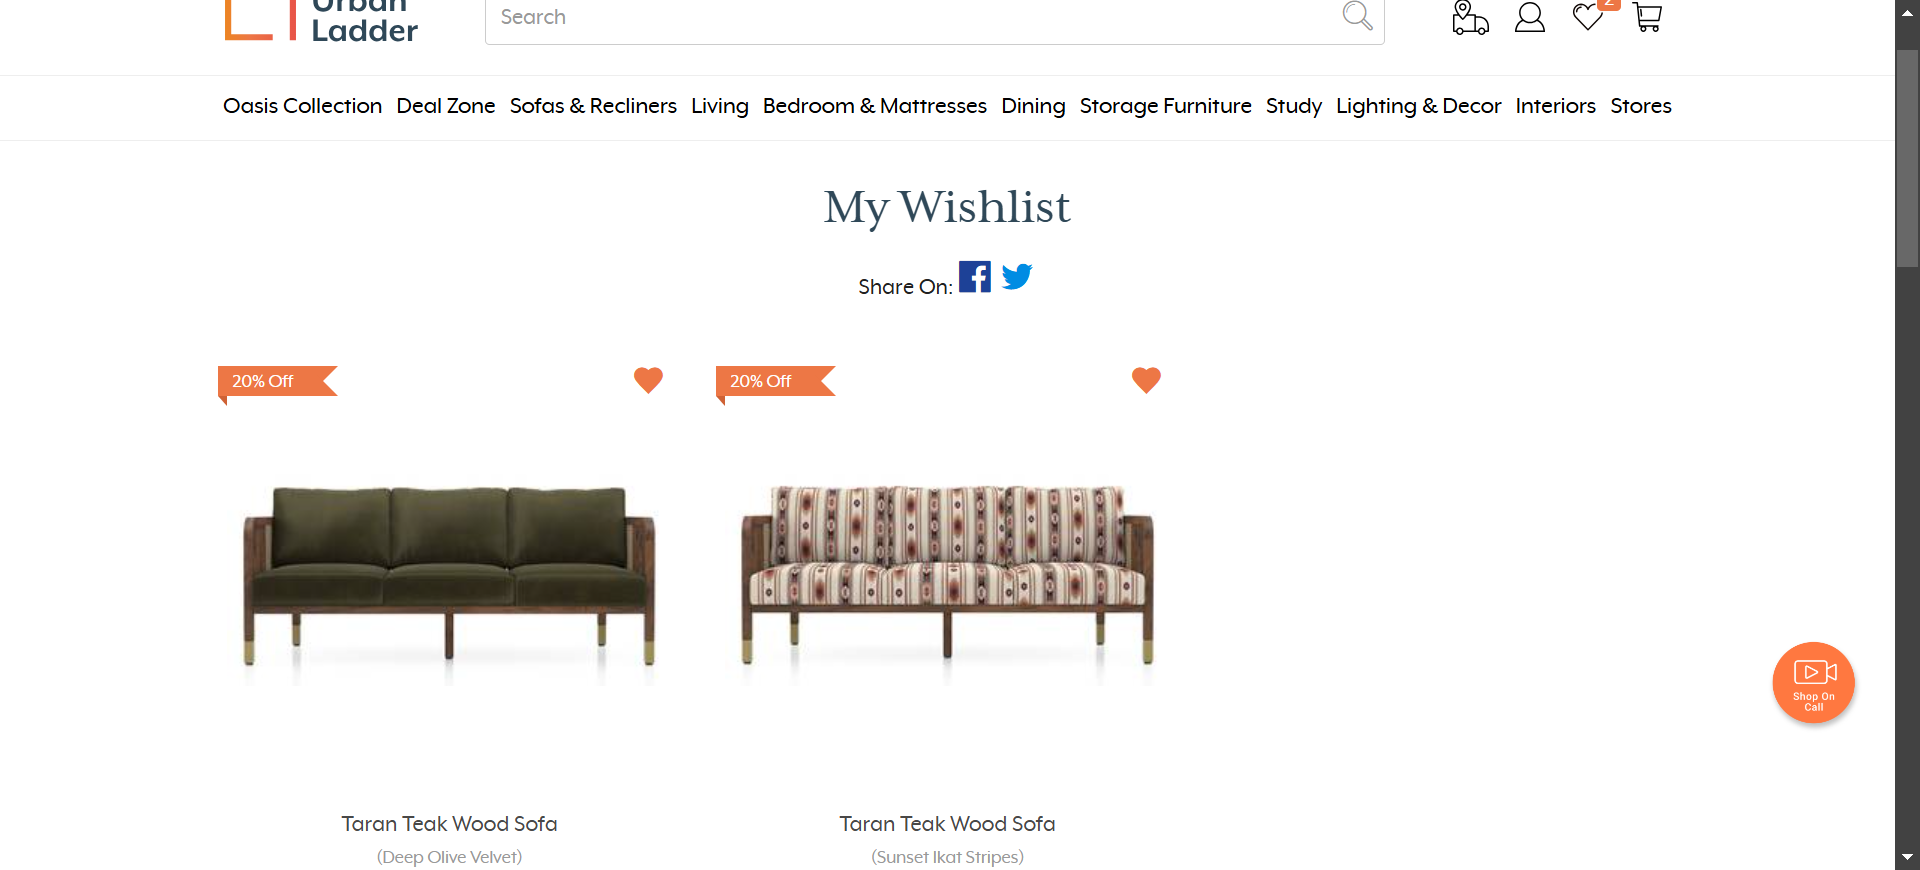 Urban
Ladder
Search
2
Oasis Collection Deal Zone Sofas & Recliners Living Bedroom & Mattresses Dining Storage Furniture Study Lighting & Decor Interiors Stores
My Wishlist
Share On:
20% Off
20% Off
Shop On
Call
Taran Teak Wood Sofa
(Deep Olive Velvet)
Taran Teak Wood Sofa
(Sunset Ikat Stripes)